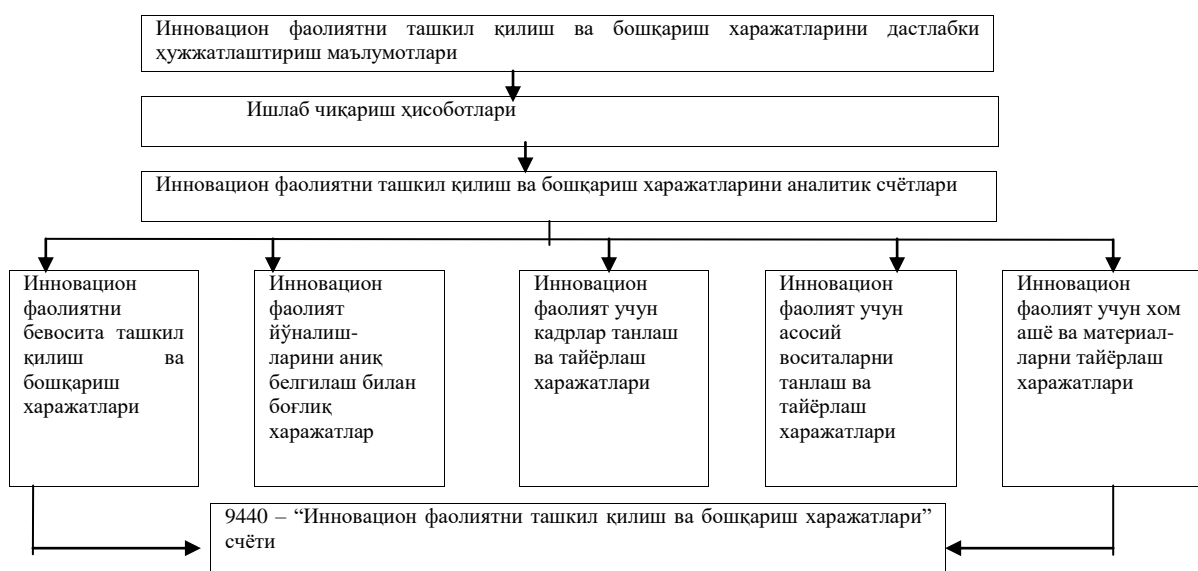 Инновацион фаолиятни ташкил қилиш ва бошқариш харажатларини дастлабки
ҳужжатлаштириш маълумотлари
Ишлаб чиқариш ҳисоботлари
Инновацион фаолиятни ташкил қилиш ва бошқариш харажатларини аналитик счётлари
Инновацион
фаолиятни
бевосита ташкил
қилиш ва
бошқариш
харажатлари
Инновацион
фаолият
йўналиш-
ларини аниқ
белгилаш билан
боғлиқ
харажатлар
Инновацион
фаолият учун
кадрлар танлаш
ва тайёрлаш
харажатлари
Инновацион
фаолият учун
асосий
воситаларни
танлаш ва
тайёрлаш
харажатлари
Инновацион
фаолият учун хом
ашё ва материал-
ларни тайёрлаш
харажатлари
9440 – “Инновацион фаолиятни ташкил қилиш ва бошқариш харажатлари”
счёти